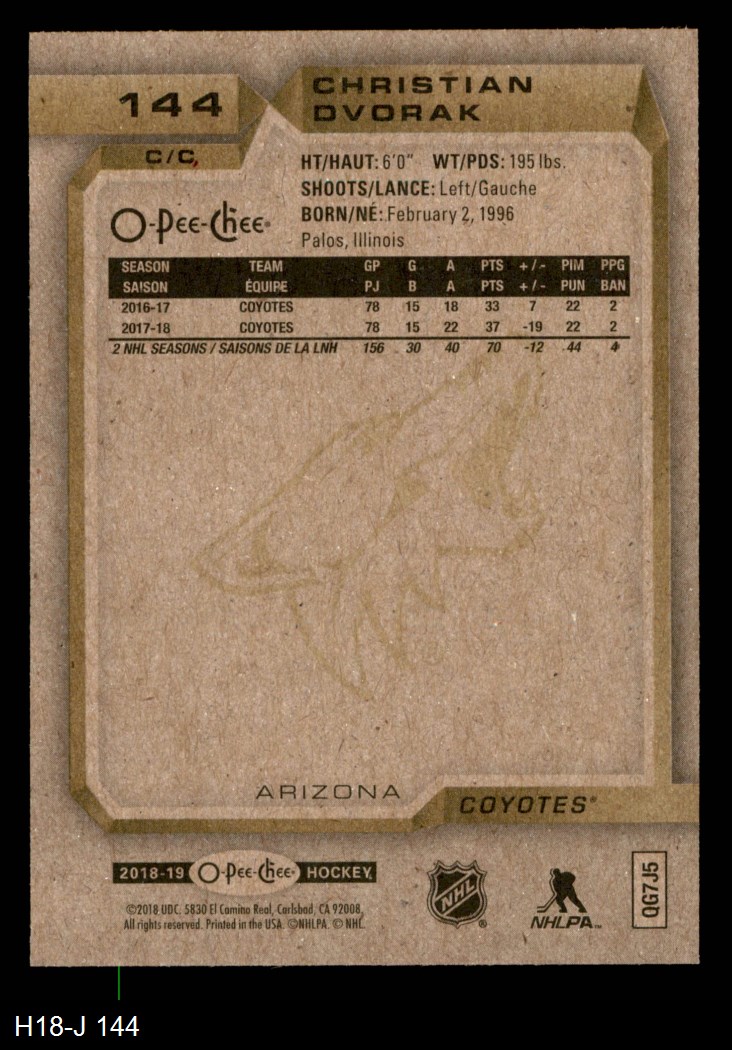 144
CHRISTIAN
DVORAK
C/C
HT/HAUT: 6'0" WT/PDS: 195 lbs.
SHOOTS/LANCE: Left/Gauche
BORN/NÉ: February 2, 1996
Palos, Illinois
O-Pee-Chee
SEASON TEAM GP G A PTS +/- PIM PPG
SAISON ÉQUIPE PJ B A PTS +/- PUN BAN
2016-17 COYOTES 78 15 18 33 7 22 2
2017-18 COYOTES 78 15 22 37 -19 22 2
2 NHL SEASONS / SAISONS DE LA LNH 156 30 40 70 -12 44 4
ARIZONA
COYOTES
2018-19 O-Pee-Chee HOCKEY
©2018 UDC. 5830 El Camino Real, Carlsbad, CA 92008.
All rights reserved. Printed in the USA. ©NHLPA. © NHL.
NHL
NHLPA™
QG7J5
H18-J 144